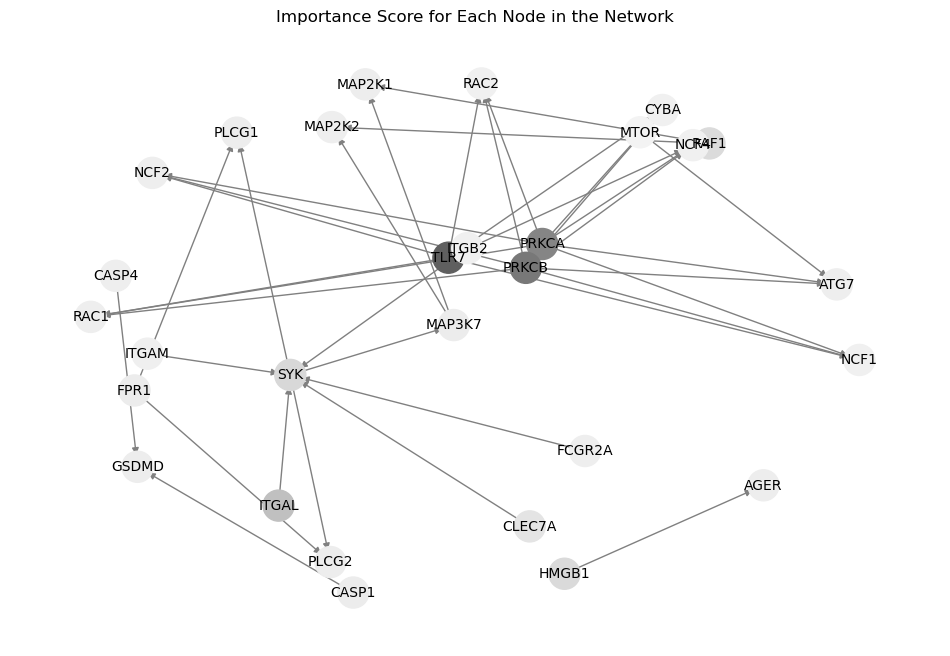 Importance Score for Each Node in the Network
MAP2K1
RAC2
CYBA
MAP2K2
PLCG1
MTOR
NCF4
RAF1
NCF2
ITGB2
PRKCA
TLR7
PRKCB
CASP4
ATG7
RAC1
MAP3K7
ITGAM
NCF1
SYK
FPR1
FCGR2A
GSDMD
AGER
ITGAL
CLEC7A
PLCG2
HMGB1
CASP1